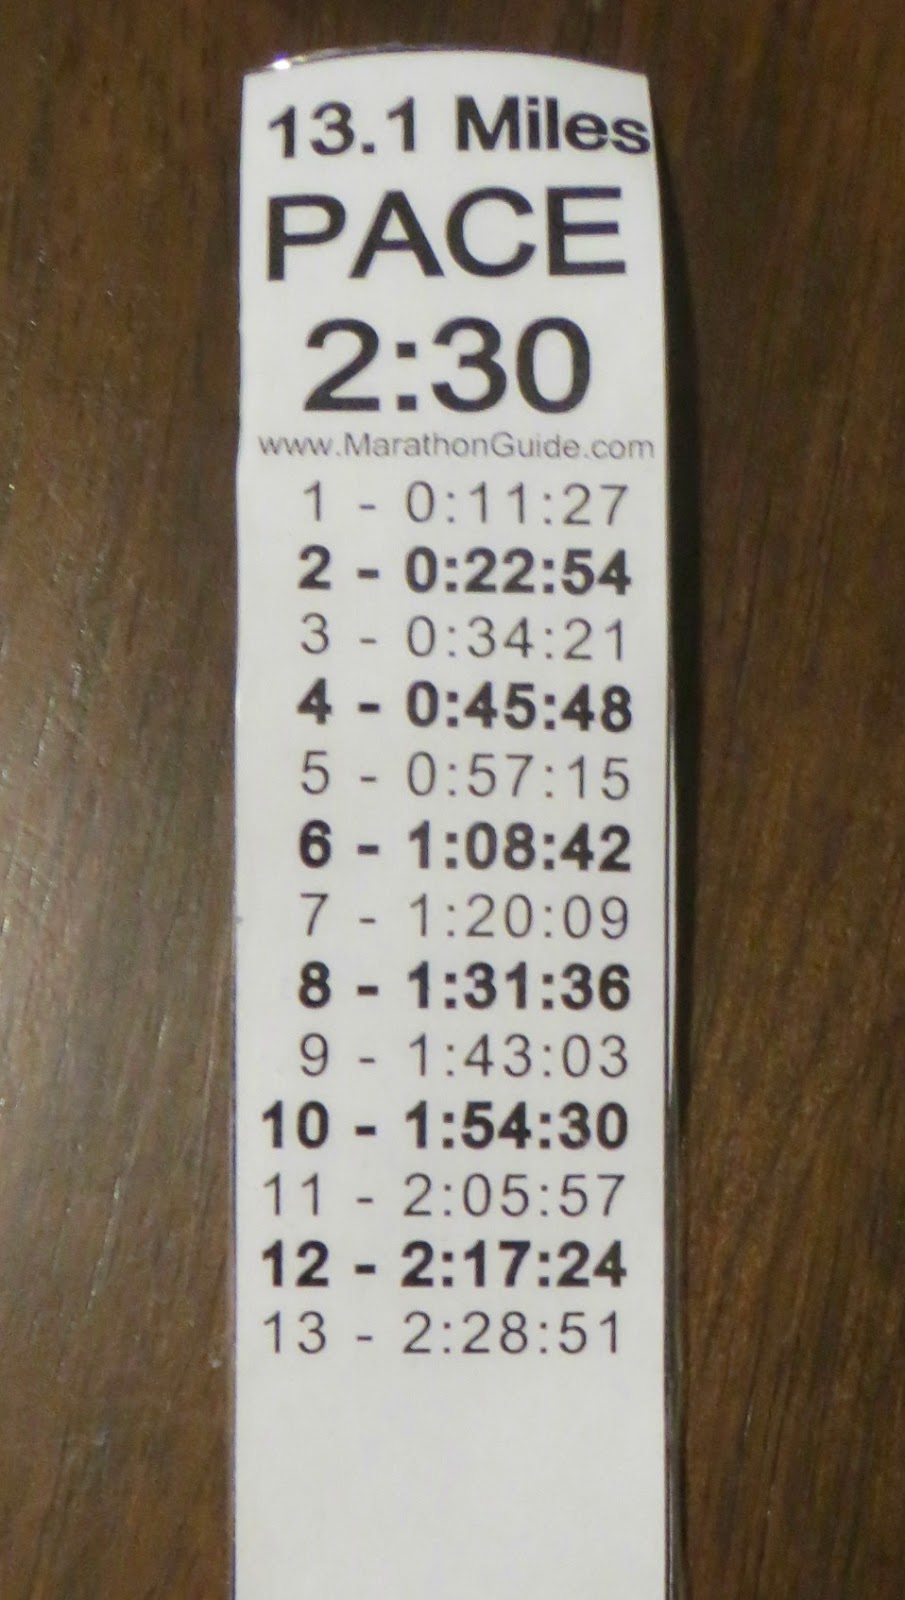 13.1 Miles
PACE
2:30
www.MarathonGuide.com
1 - 0:11:27
2 - 0:22:54
3 - 0:34:21
4 - 0:45:48
5 - 0:57:15
6 - 1:08:42
7 - 1:20:09
8 - 1:31:36
9 - 1:43:03
10 - 1:54:30
11 - 2:05:57
12 - 2:17:24
13 - 2:28:51